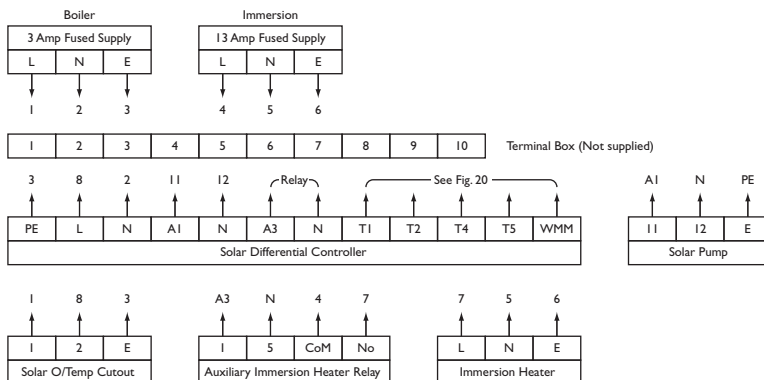 Boiler Immersion
3 Amp Fused Supply 13 Amp Fused Supply
L N E L N E
1 2 3 4 5 6
1 2 3 4 5 6 7 8 9 10 Terminal Box (Not supplied)
3 8 2 11 12 Relay See Fig. 20 A1 N PE
PE L N A1 N A3 N T1 T2 T4 T5 WMM 11 12 E
Solar Differential Controller Solar Pump
1 8 3 A3 N 4 7 7 5 6
1 2 E 1 5 CoM No L N E
Solar O/Temp Cutout Auxiliary Immersion Heater Relay Immersion Heater